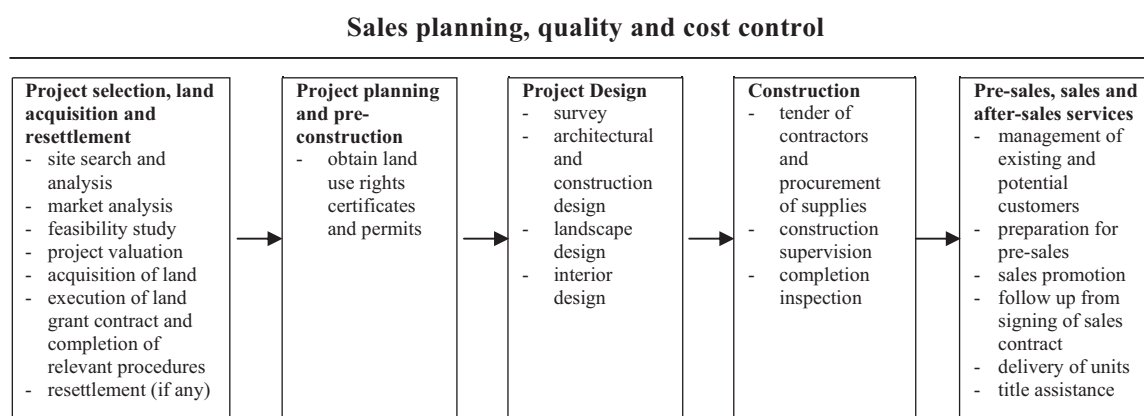 Sales planning, quality and cost control
Project selection, land
acquisition and
resettlement
- site search and
analysis
- market analysis
- feasibility study
- project valuation
- acquisition of land
- execution of land
grant contract and
completion of
relevant procedures
- resettlement (if any)
Project planning
and pre-
construction
- obtain land
use rights
certificates
and permits
Project Design
- survey
- architectural
and
construction
design
- landscape
design
- interior
design
Construction
- tender of
contractors
and
procurement
of supplies
- construction
supervision
- completion
inspection
Pre-sales, sales and
after-sales services
- management of
existing and
potential
customers
- preparation for
pre-sales
- sales promotion
- follow up from
signing of sales
contract
- delivery of units
- title assistance